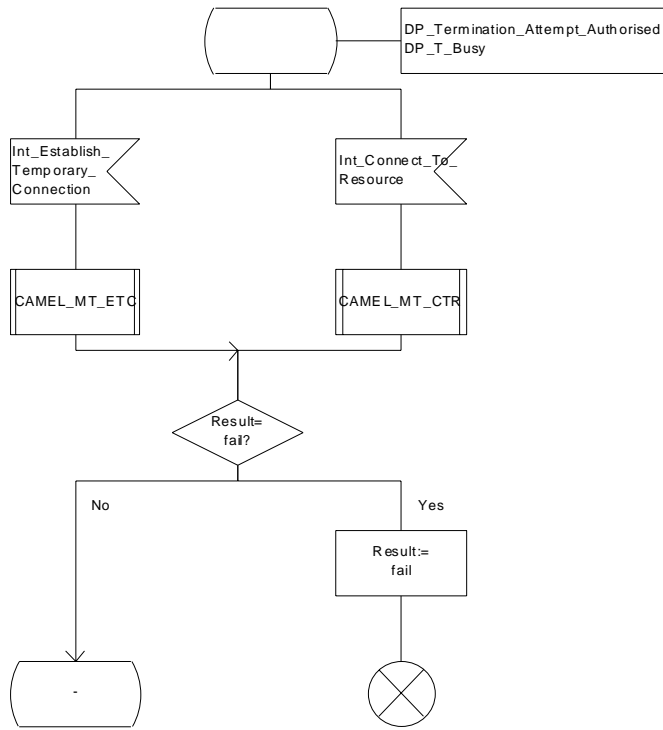 DP_Termination_Attempt_Authorised
DP_T_Busy
Int_Establish_
Temporary_
Connection
Int_Connect_To_
Resource
CAMEL_MT_ETC
CAMEL_MT_CTR
Result=
fail?
No
Yes
Result:=
fail
-